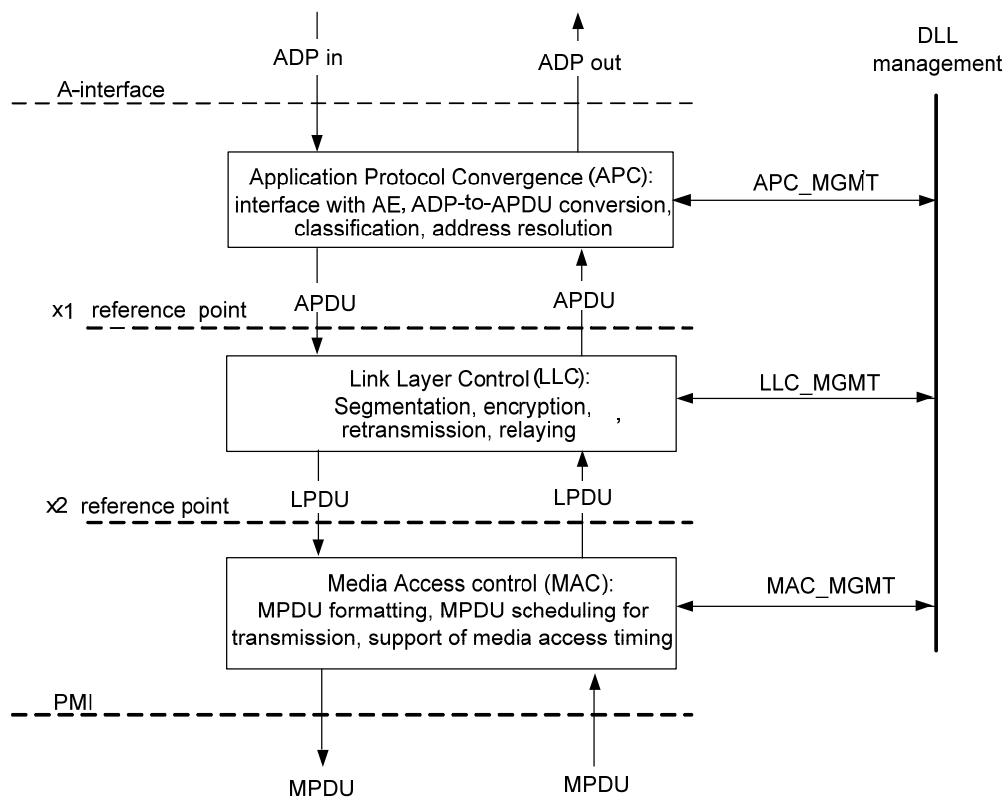 ADP in
ADP out
DLL
management
A-interface
Application Protocol Convergence (APC):
interface with AE, ADP-to-APDU conversion,
classification, address resolution
APC_MGMT
x1 reference point
APDU
APDU
Link Layer Control (LLC):
Segmentation, encryption,
retransmission, relaying ,
LLC_MGMT
x2 reference point
LPDU
LPDU
Media Access control (MAC):
MPDU formatting, MPDU scheduling for
transmission, support of media access timing
MAC_MGMT
PMI
MPDU
MPDU